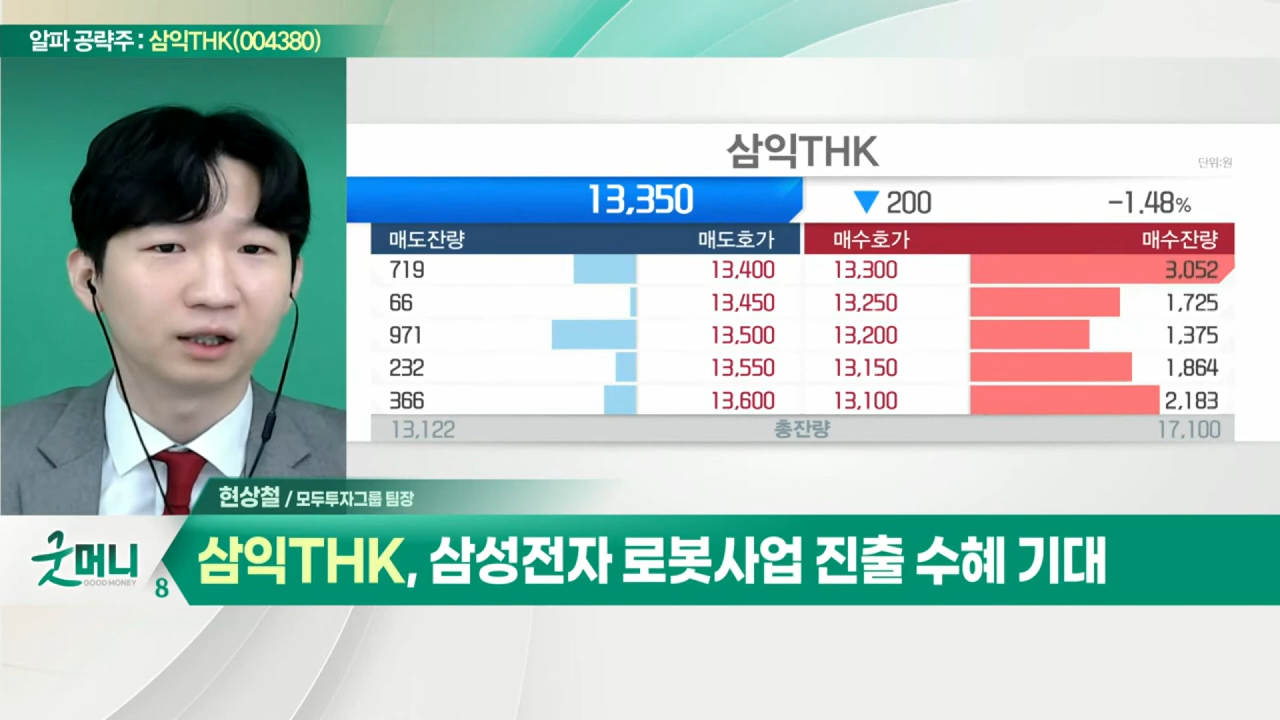 알파 공략주 : 삼익THK(004380)
삼익THK
단위:원
13,350 ▼ 200 -1.48%
매도잔량 매도호가 매수호가 매수잔량
719 13,400 13,300 3,052
66 13,450 13,250 1,725
971 13,500 13,200 1,375
232 13,550 13,150 1,864
366 13,600 13,100 2,183
13,122 총잔량 17,100
현상철 / 모두투자그룹 팀장
굿머니
GOOD MONEY
8
삼익THK, 삼성전자 로봇사업 진출 수혜 기대